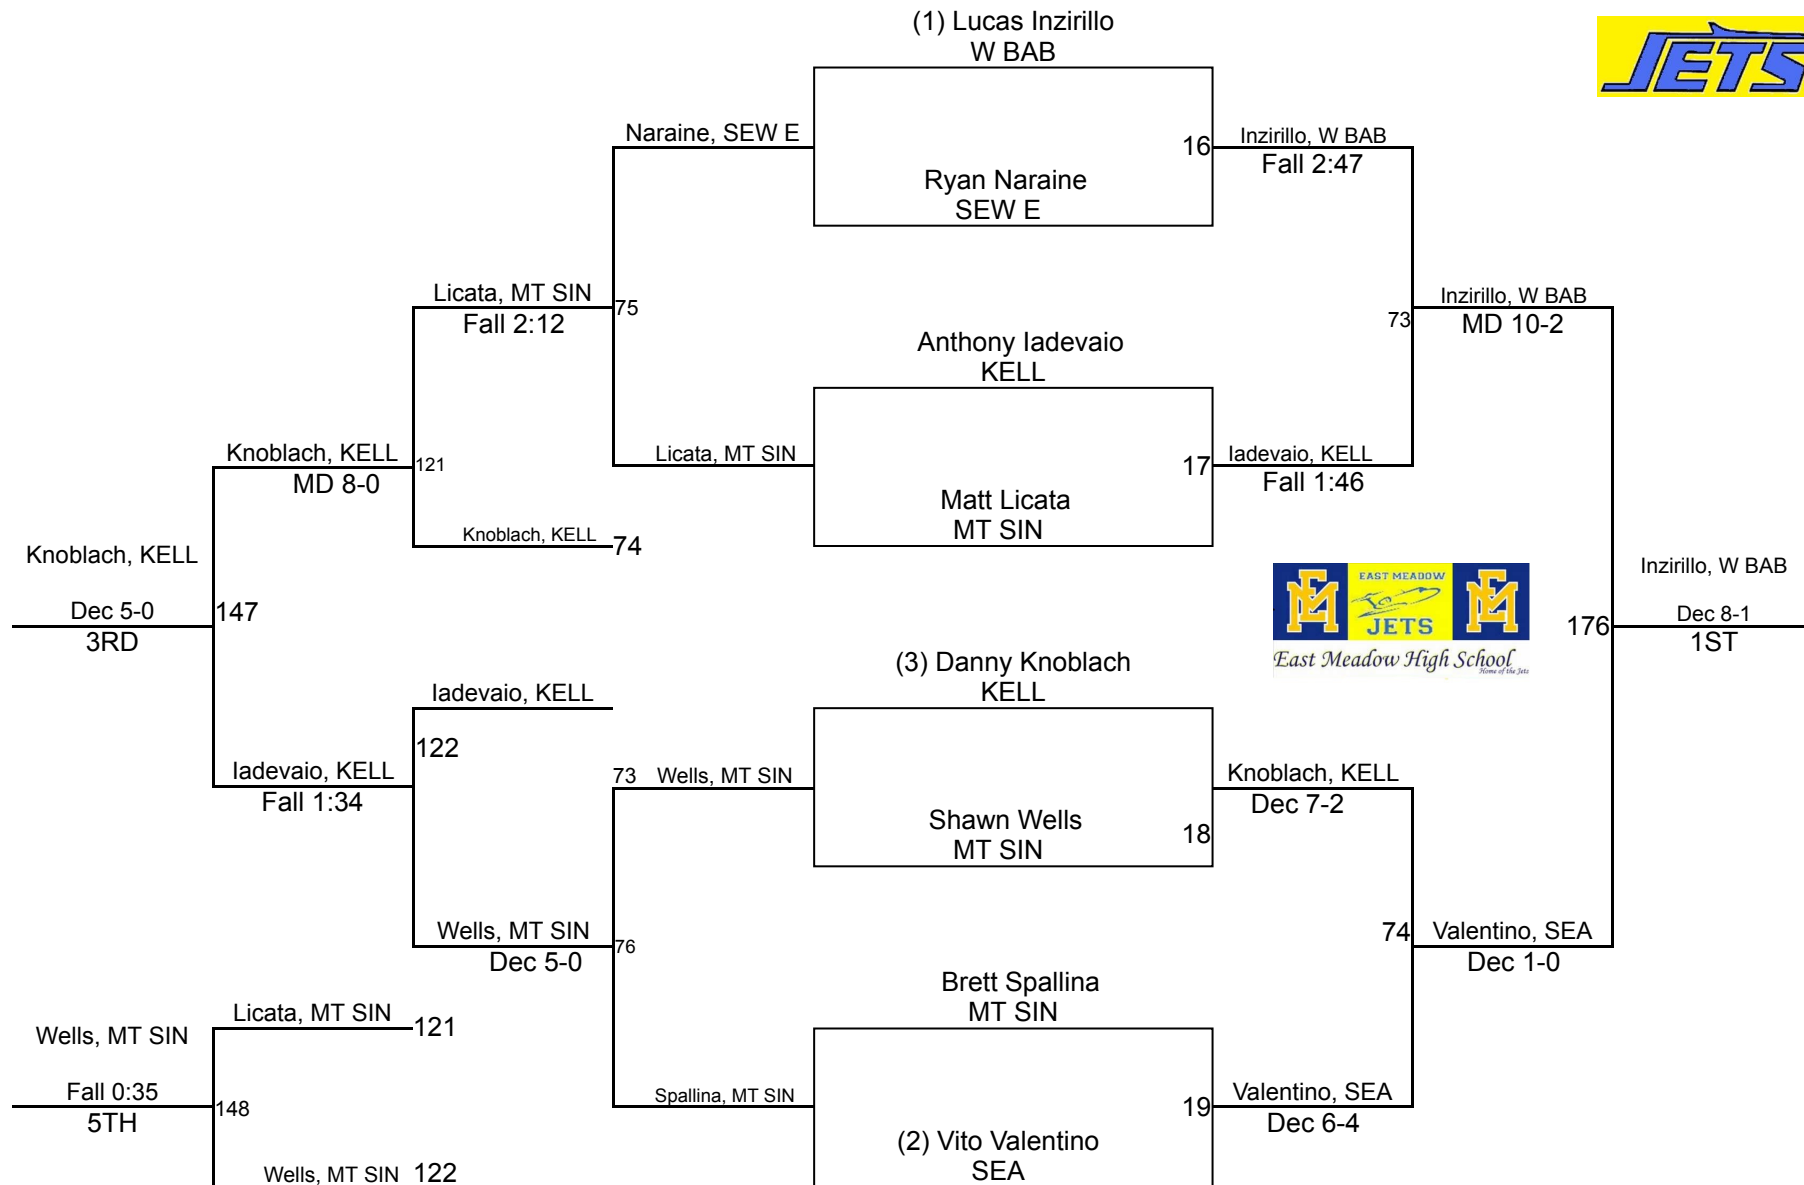 (1) Lucas Inzirillo
W BAB
JETS
Naraine, SEW E
16
Inzirillo, W BAB
Fall 2:47
Ryan Naraine
SEW E
Licata, MT SIN
Fall 2:12
75
Inzirillo, W BAB
MD 10-2
73
Anthony Iadevaio
KELL
Knoblach, KELL
MD 8-0
121
Licata, MT SIN
17
Iadevaio, KELL
Fall 1:46
Matt Licata
MT SIN
Knoblach, KELL
74
Knoblach, KELL
Dec 5-0
3RD
147
EAST MEADOW
JETS
EM
EM
East Meadow High School
Home of the Jets
Inzirillo, W BAB
176
Dec 8-1
1ST
(3) Danny Knoblach
KELL
Iadevaio, KELL
122
Iadevaio, KELL
Fall 1:34
73
Wells, MT SIN
Knoblach, KELL
Dec 7-2
Shawn Wells
MT SIN
18
Wells, MT SIN
Dec 5-0
76
74
Valentino, SEA
Dec 1-0
Brett Spallina
MT SIN
Licata, MT SIN
121
Wells, MT SIN
Fall 0:35
5TH
148
Spallina, MT SIN
19
Valentino, SEA
Dec 6-4
(2) Vito Valentino
SEA
Wells, MT SIN
122